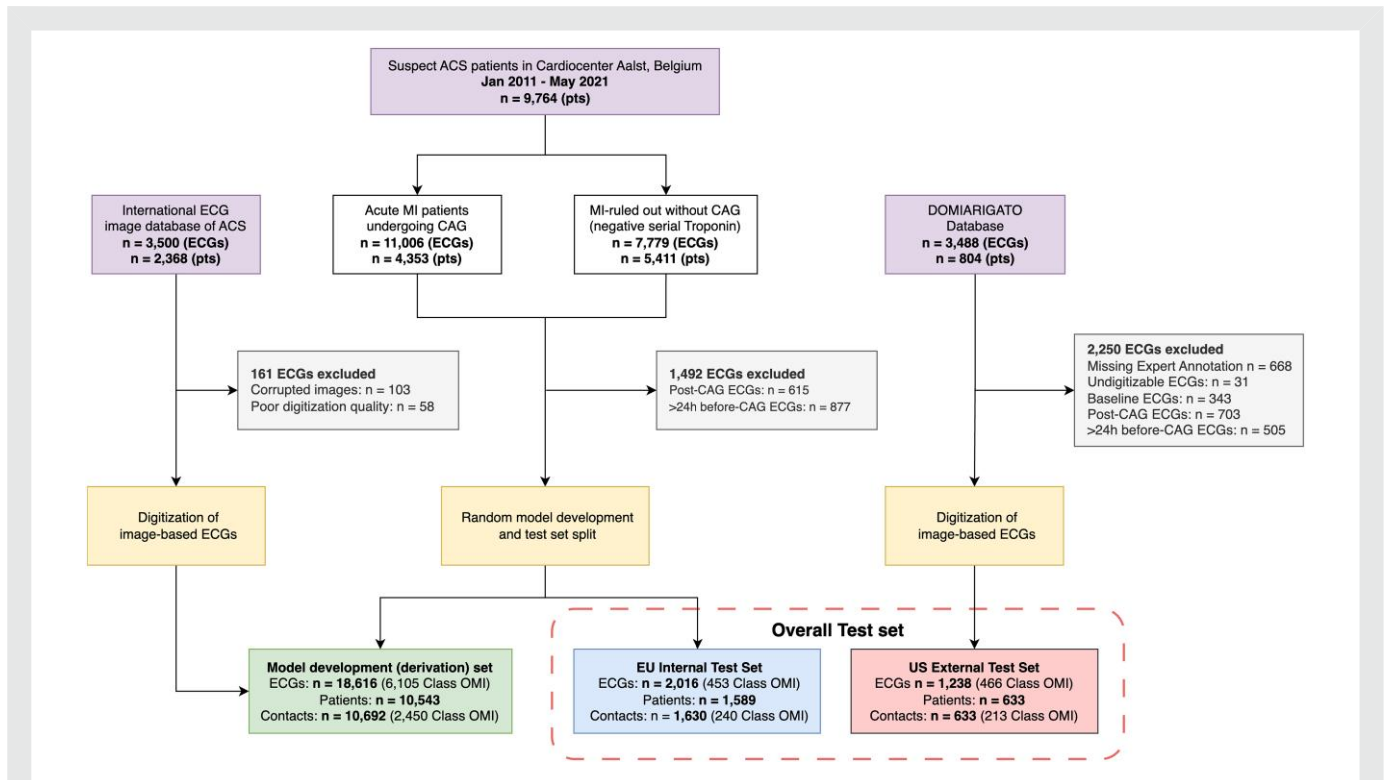 Suspect ACS patients in Cardiocenter Aalst, Belgium
Jan 2011 - May 2021
n = 9,764 (pts)
International ECG
image database of ACS
n = 3,500 (ECGs)
n = 2,368 (pts)
Acute MI patients
undergoing CAG
n = 11,006 (ECGs)
n = 4,353 (pts)
MI-ruled out without CAG
(negative serial Troponin)
n = 7,779 (ECGs)
n = 5,411 (pts)
DOMIARIGATO
Database
n = 3,488 (ECGs)
n = 804 (pts)
161 ECGs excluded
Corrupted images: n = 103
Poor digitization quality: n = 58
1,492 ECGs excluded
Post-CAG ECGs: n = 615
>24h before-CAG ECGs: n = 877
2,250 ECGs excluded
Missing Expert Annotation n = 668
Undigitizable ECGs: n = 31
Baseline ECGs: n = 343
Post-CAG ECGs: n = 703
>24h before-CAG ECGs: n = 505
Digitization of
image-based ECGs
Random model development
and test set split
Digitization of
image-based ECGs
Overall Test set
Model development (derivation) set
ECGs: n = 18,616 (6,105 Class OMI)
Patients: n = 10,543
Contacts: n = 10,692 (2,450 Class OMI)
EU Internal Test Set
ECGs: n = 2,016 (453 Class OMI)
Patients: n = 1,589
Contacts: n = 1,630 (240 Class OMI)
US External Test Set
ECGs n = 1,238 (466 Class OMI)
Patients: n = 633
Contacts: n = 633 (213 Class OMI)